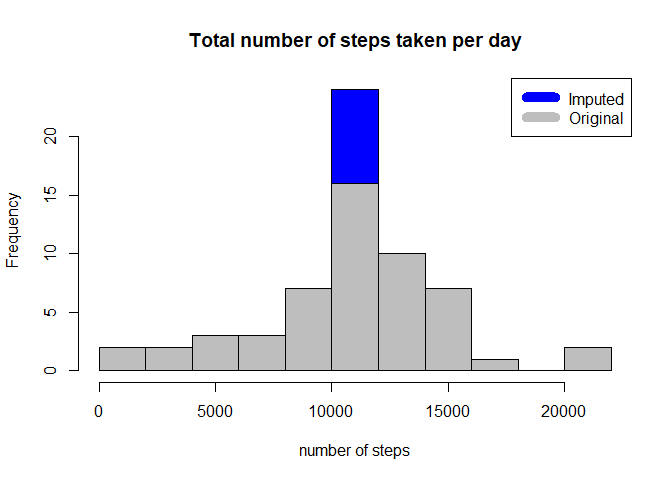 Total number of steps taken per day
Imputed
Original
Frequency
20
15
10
5
0
0 5000 10000 15000 20000
number of steps